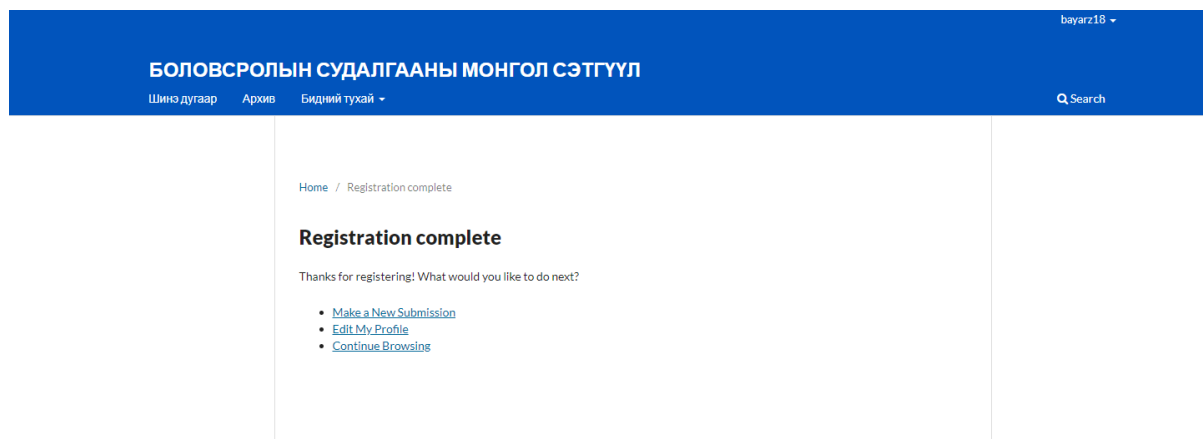 bayarz18
БОЛОВСРОЛЫН СУДАЛГААНЫ МОНГОЛ СЭТГҮҮЛ
Шинэ дугаар Архив Бидний тухай Search
Home / Registration complete
Registration complete
Thanks for registering! What would you like to do next?
Make a New Submission
Edit My Profile
Continue Browsing